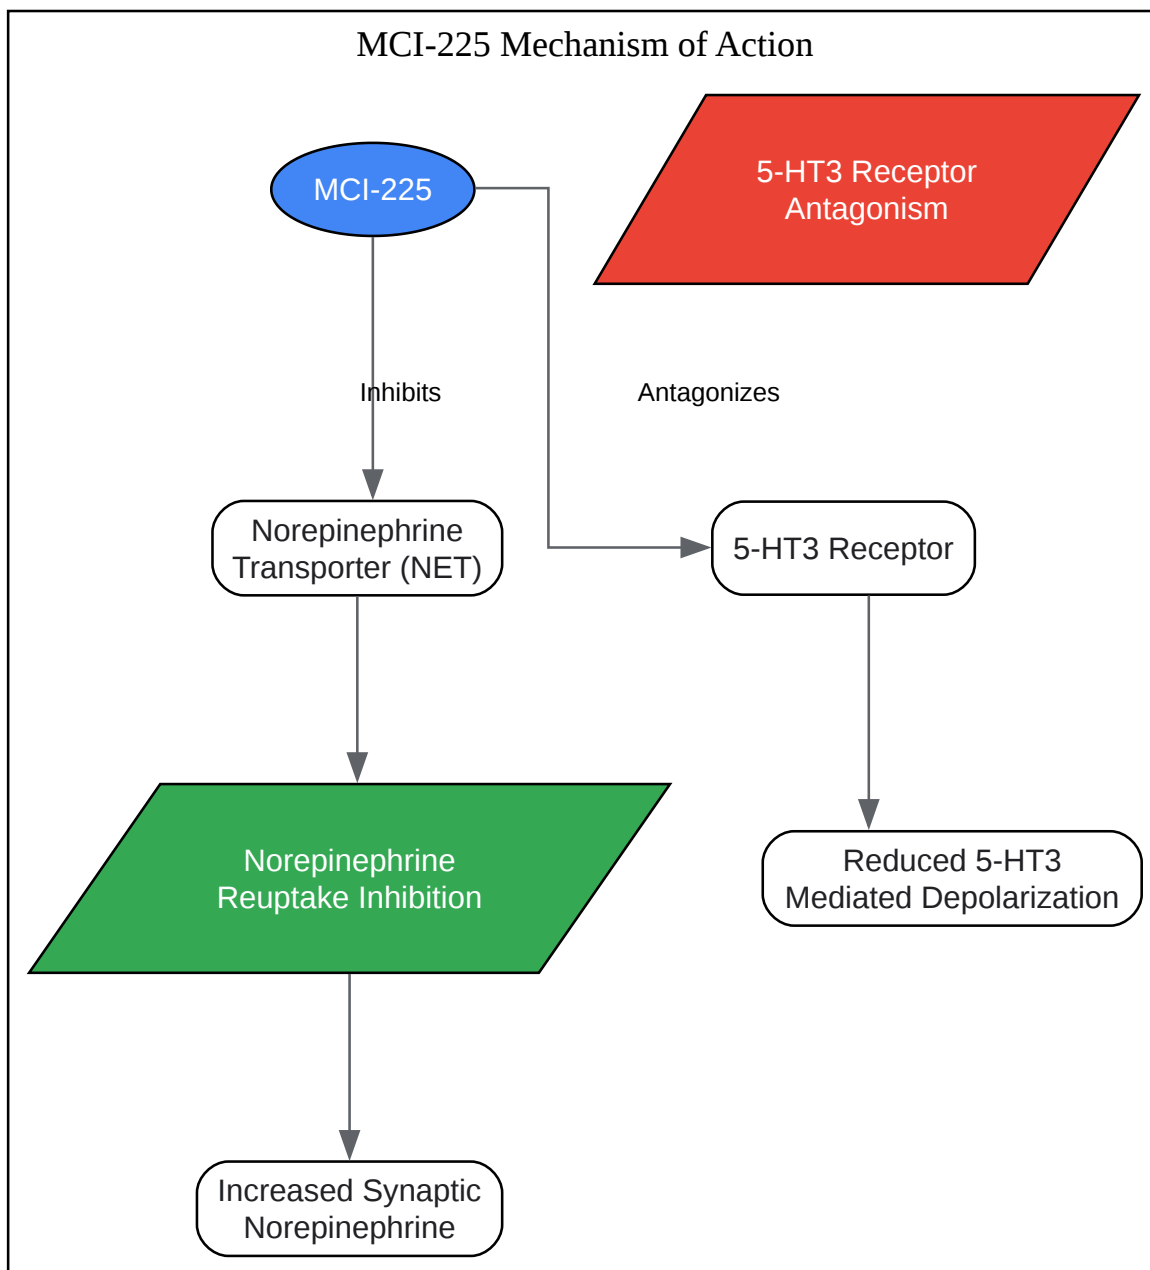 MCI-225 Mechanism of Action
MCI-225
5-HT3 Receptor
Antagonism
Inhibits
Antagonizes
Norepinephrine
Transporter (NET)
5-HT3 Receptor
Norepinephrine
Reuptake Inhibition
Reduced 5-HT3
Mediated Depolarization
Increased Synaptic
Norepinephrine